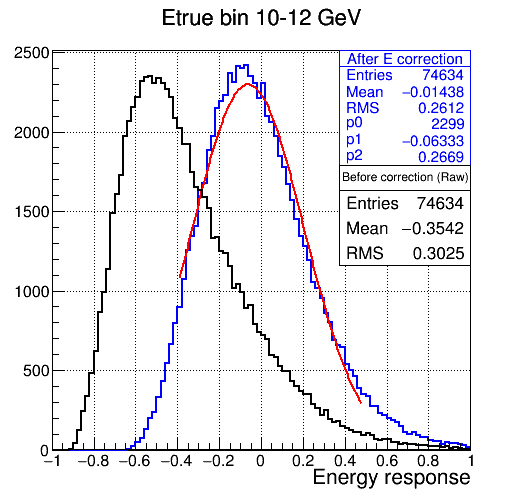 Etrue bin 10-12 GeV
After E correction
Entries 74634
Mean −0.01438
RMS 0.2612
p0 2299
p1 −0.06333
p2 0.2669
Before correction (Raw)
Entries 74634
Mean −0.3542
RMS 0.3025
2500
2000
1500
1000
500
0
−1 −0.8 −0.6 −0.4 −0.2 0 0.2 0.4 0.6 0.8 1
Energy response